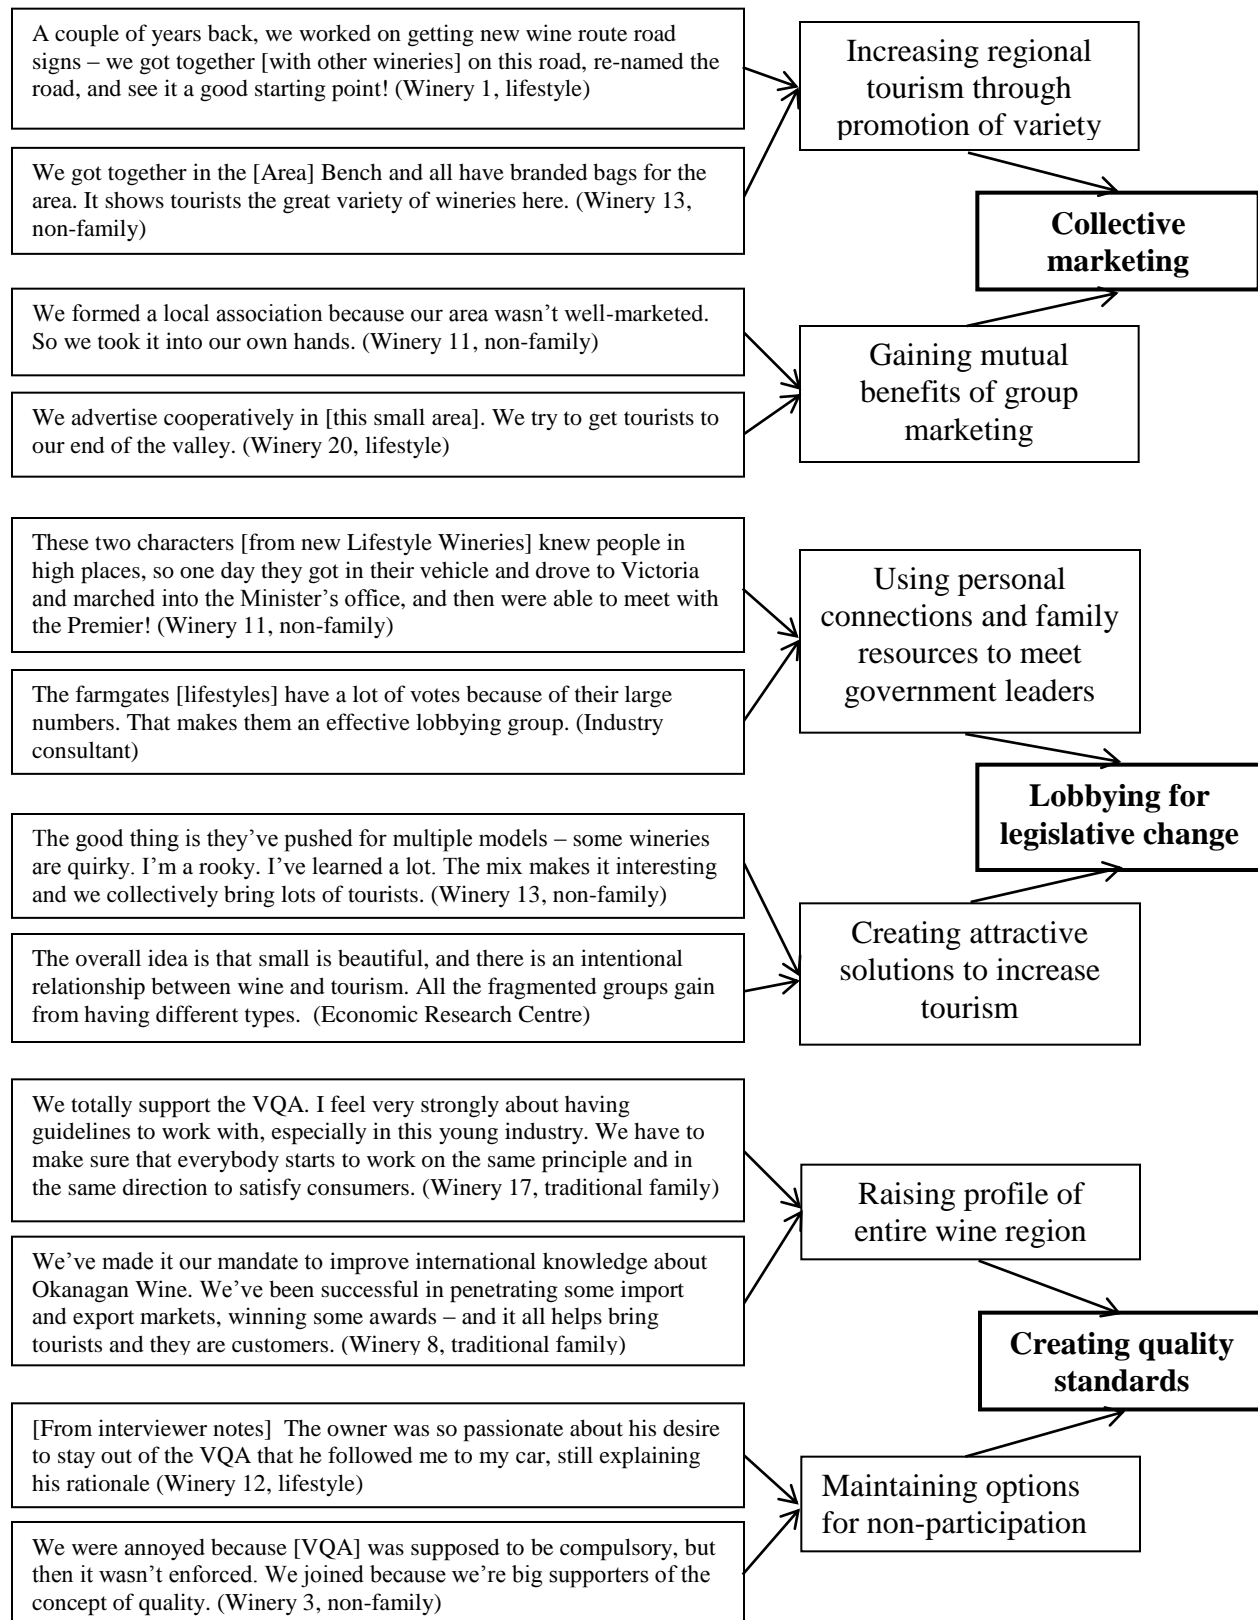 A couple of years back, we worked on getting new wine route road
signs – we got together [with other wineries] on this road, re-named the
road, and see it a good starting point! (Winery 1, lifestyle)
We got together in the [Area] Bench and all have branded bags for the
area. It shows tourists the great variety of wineries here. (Winery 13,
non-family)
Increasing regional
tourism through
promotion of variety
Collective
marketing
We formed a local association because our area wasn’t well-marketed.
So we took it into our own hands. (Winery 11, non-family)
We advertise cooperatively in [this small area]. We try to get tourists to
our end of the valley. (Winery 20, lifestyle)
Gaining mutual
benefits of group
marketing
These two characters [from new Lifestyle Wineries] knew people in
high places, so one day they got in their vehicle and drove to Victoria
and marched into the Minister’s office, and then were able to meet with
the Premier! (Winery 11, non-family)
The farmgates [lifestyles] have a lot of votes because of their large
numbers. That makes them an effective lobbying group. (Industry
consultant)
Using personal
connections and family
resources to meet
government leaders
Lobbying for
legislative change
The good thing is they’ve pushed for multiple models – some wineries
are quirky. I’m a rooky. I’ve learned a lot. The mix makes it interesting
and we collectively bring lots of tourists. (Winery 13, non-family)
The overall idea is that small is beautiful, and there is an intentional
relationship between wine and tourism. All the fragmented groups gain
from having different types.  (Economic Research Centre)
Creating attractive
solutions to increase
tourism
We totally support the VQA. I feel very strongly about having
guidelines to work with, especially in this young industry. We have to
make sure that everybody starts to work on the same principle and in
the same direction to satisfy consumers. (Winery 17, traditional family)
We’ve made it our mandate to improve international knowledge about
Okanagan Wine. We’ve been successful in penetrating some import
and export markets, winning some awards – and it all helps bring
tourists and they are customers. (Winery 8, traditional family)
Raising profile of
entire wine region
Creating quality
standards
[From interviewer notes]  The owner was so passionate about his desire
to stay out of the VQA that he followed me to my car, still explaining
his rationale (Winery 12, lifestyle)
We were annoyed because [VQA] was supposed to be compulsory, but
then it wasn’t enforced. We joined because we’re big supporters of the
concept of quality. (Winery 3, non-family)
Maintaining options
for non-participation